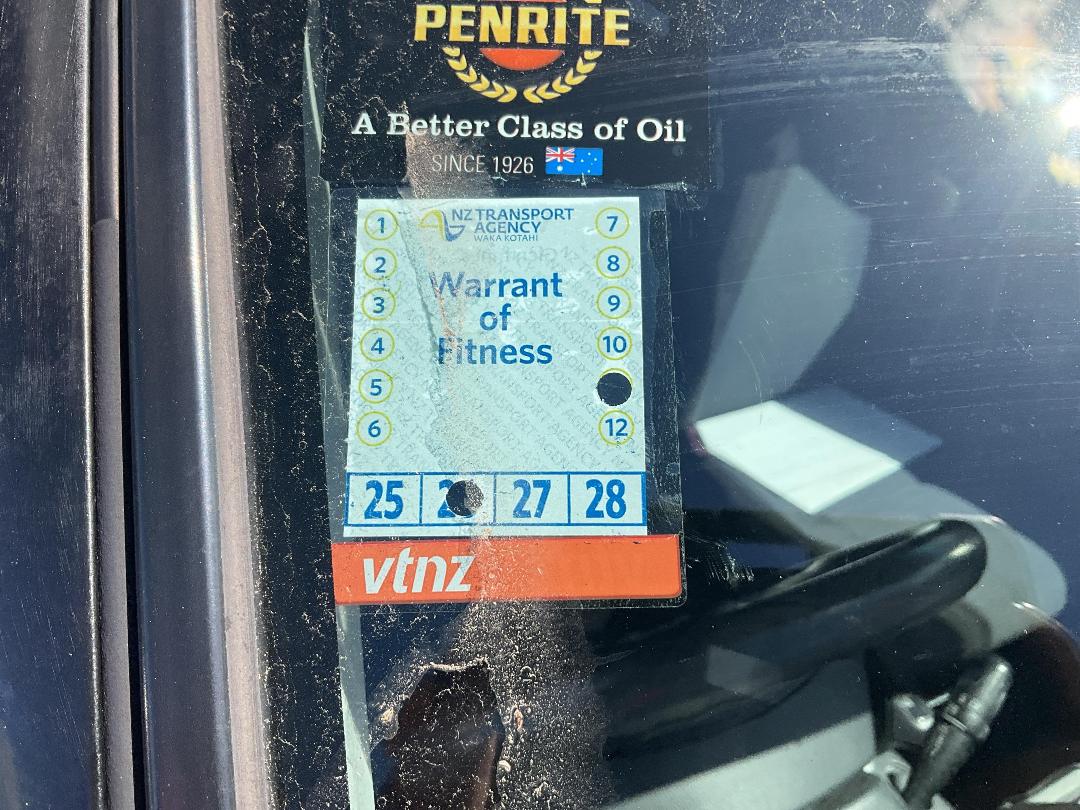 PENRITE
A Better Class of Oil
SINCE 1926
NZ TRANSPORT
AGENCY
WAKA KOTAHI
Warrant
of
Fitness
1
2
3
4
5
6
7
8
9
10
12
25 2 27 28
vtnz